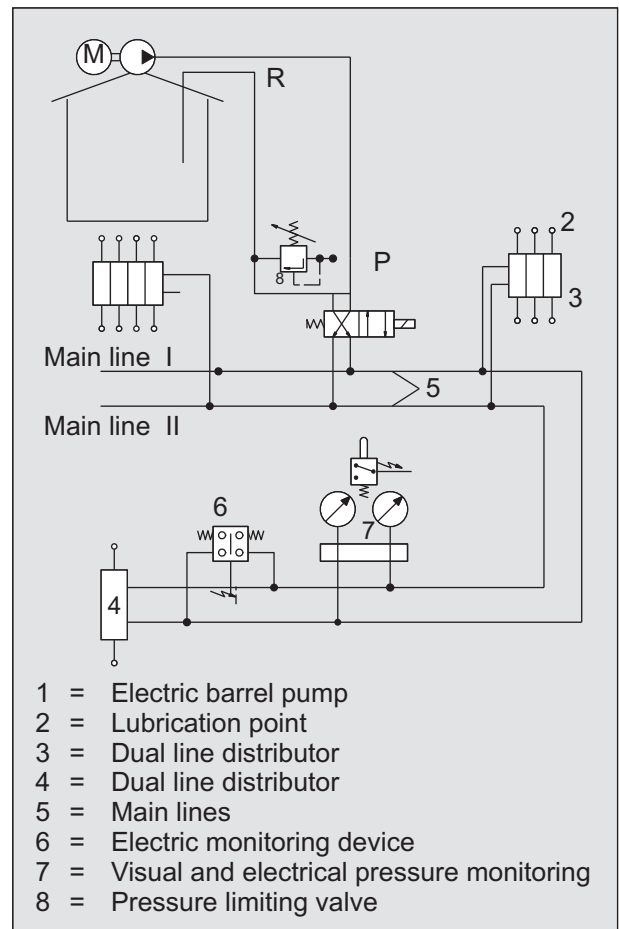 M
R
P
8
2
3
Main line I
5
Main line II
6
7
4
1 = Electric barrel pump
2 = Lubrication point
3 = Dual line distributor
4 = Dual line distributor
5 = Main lines
6 = Electric monitoring device
7 = Visual and electrical pressure monitoring
8 = Pressure limiting valve